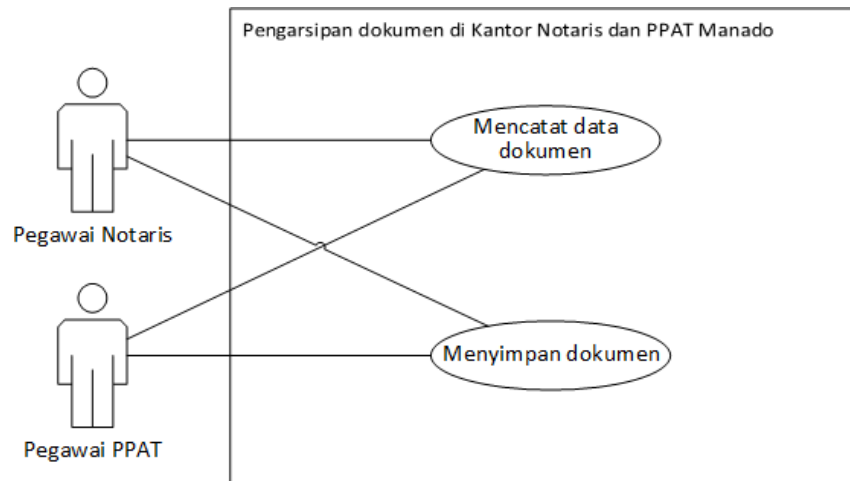 Pengarsipan dokumen di Kantor Notaris dan PPAT Manado
Mencatat data
dokumen
Pegawai Notaris
Menyimpan dokumen
Pegawai PPAT